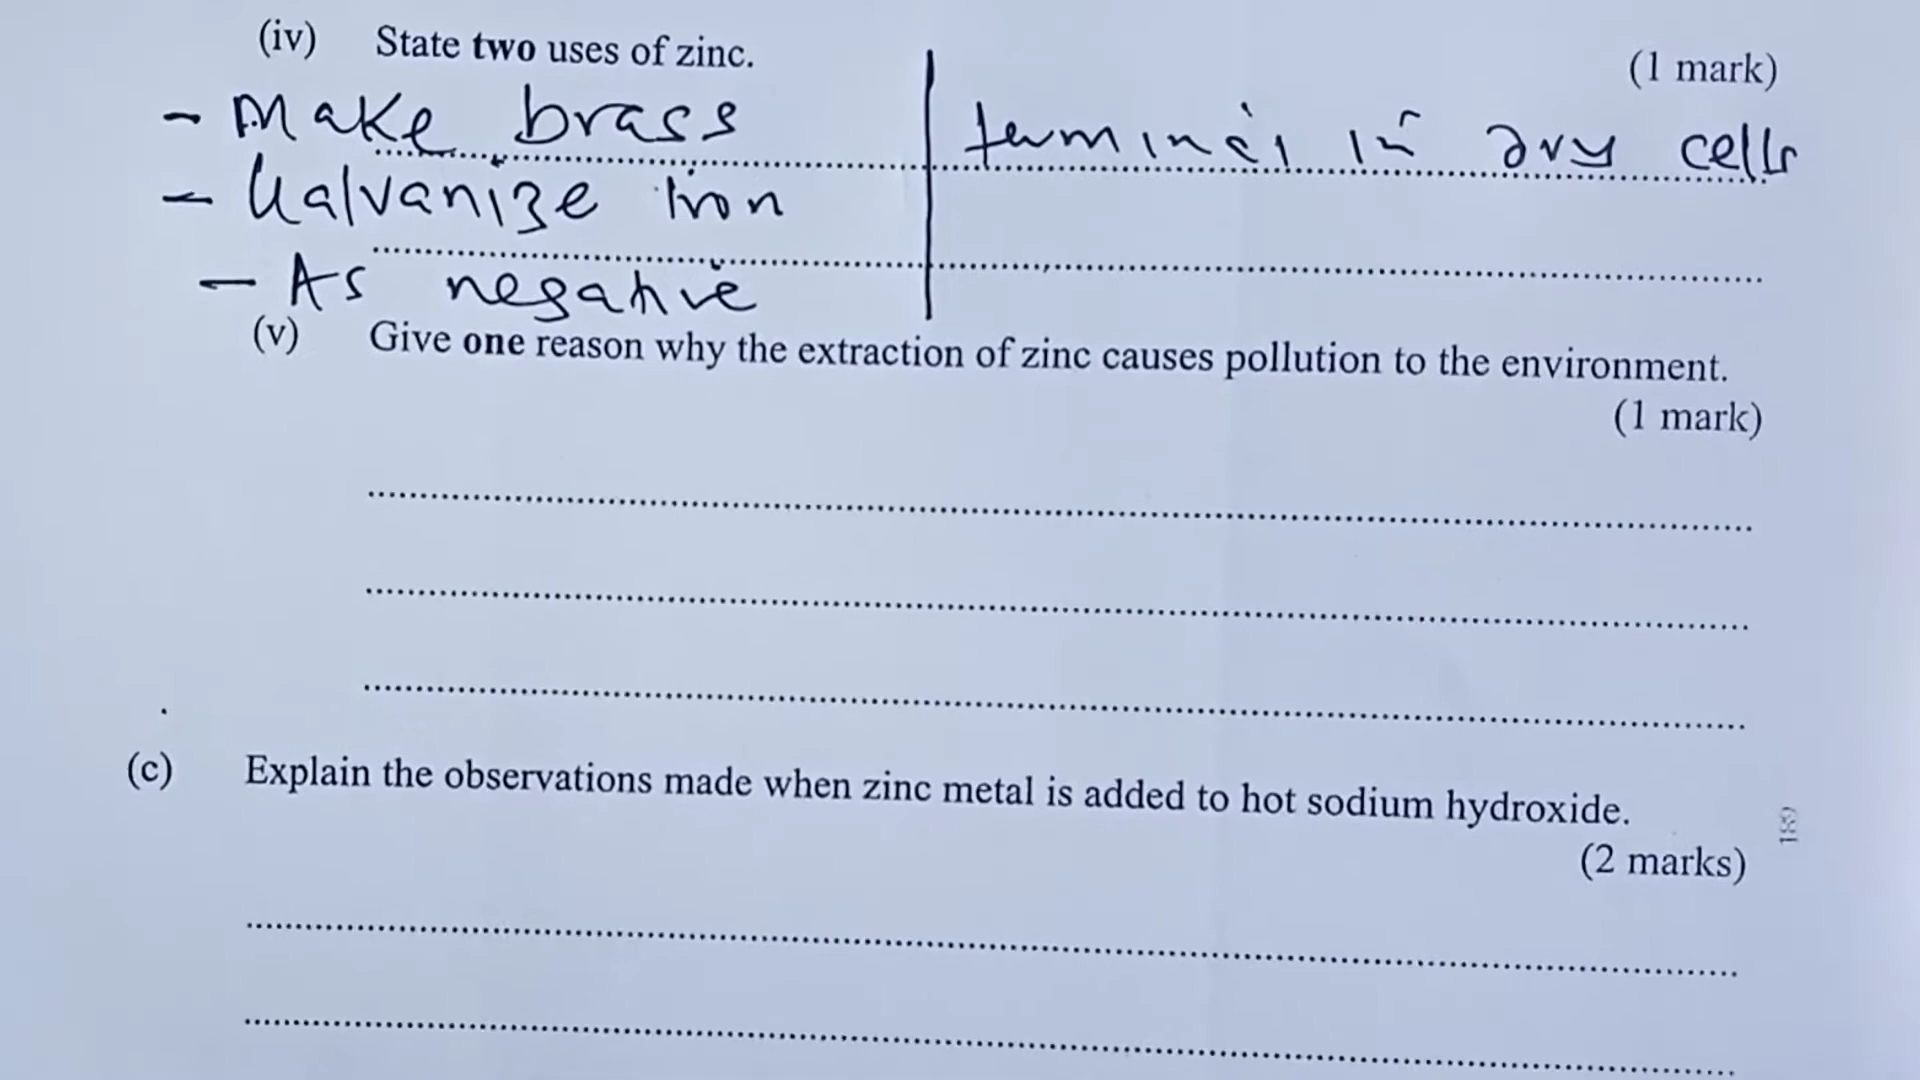 (iv) State two uses of zinc.
(1 mark)
- Make brass
- Galvanize iron
- As negative
terminal in dry cells
(v) Give one reason why the extraction of zinc causes pollution to the environment.
(1 mark)
(c) Explain the observations made when zinc metal is added to hot sodium hydroxide.
(2 marks)